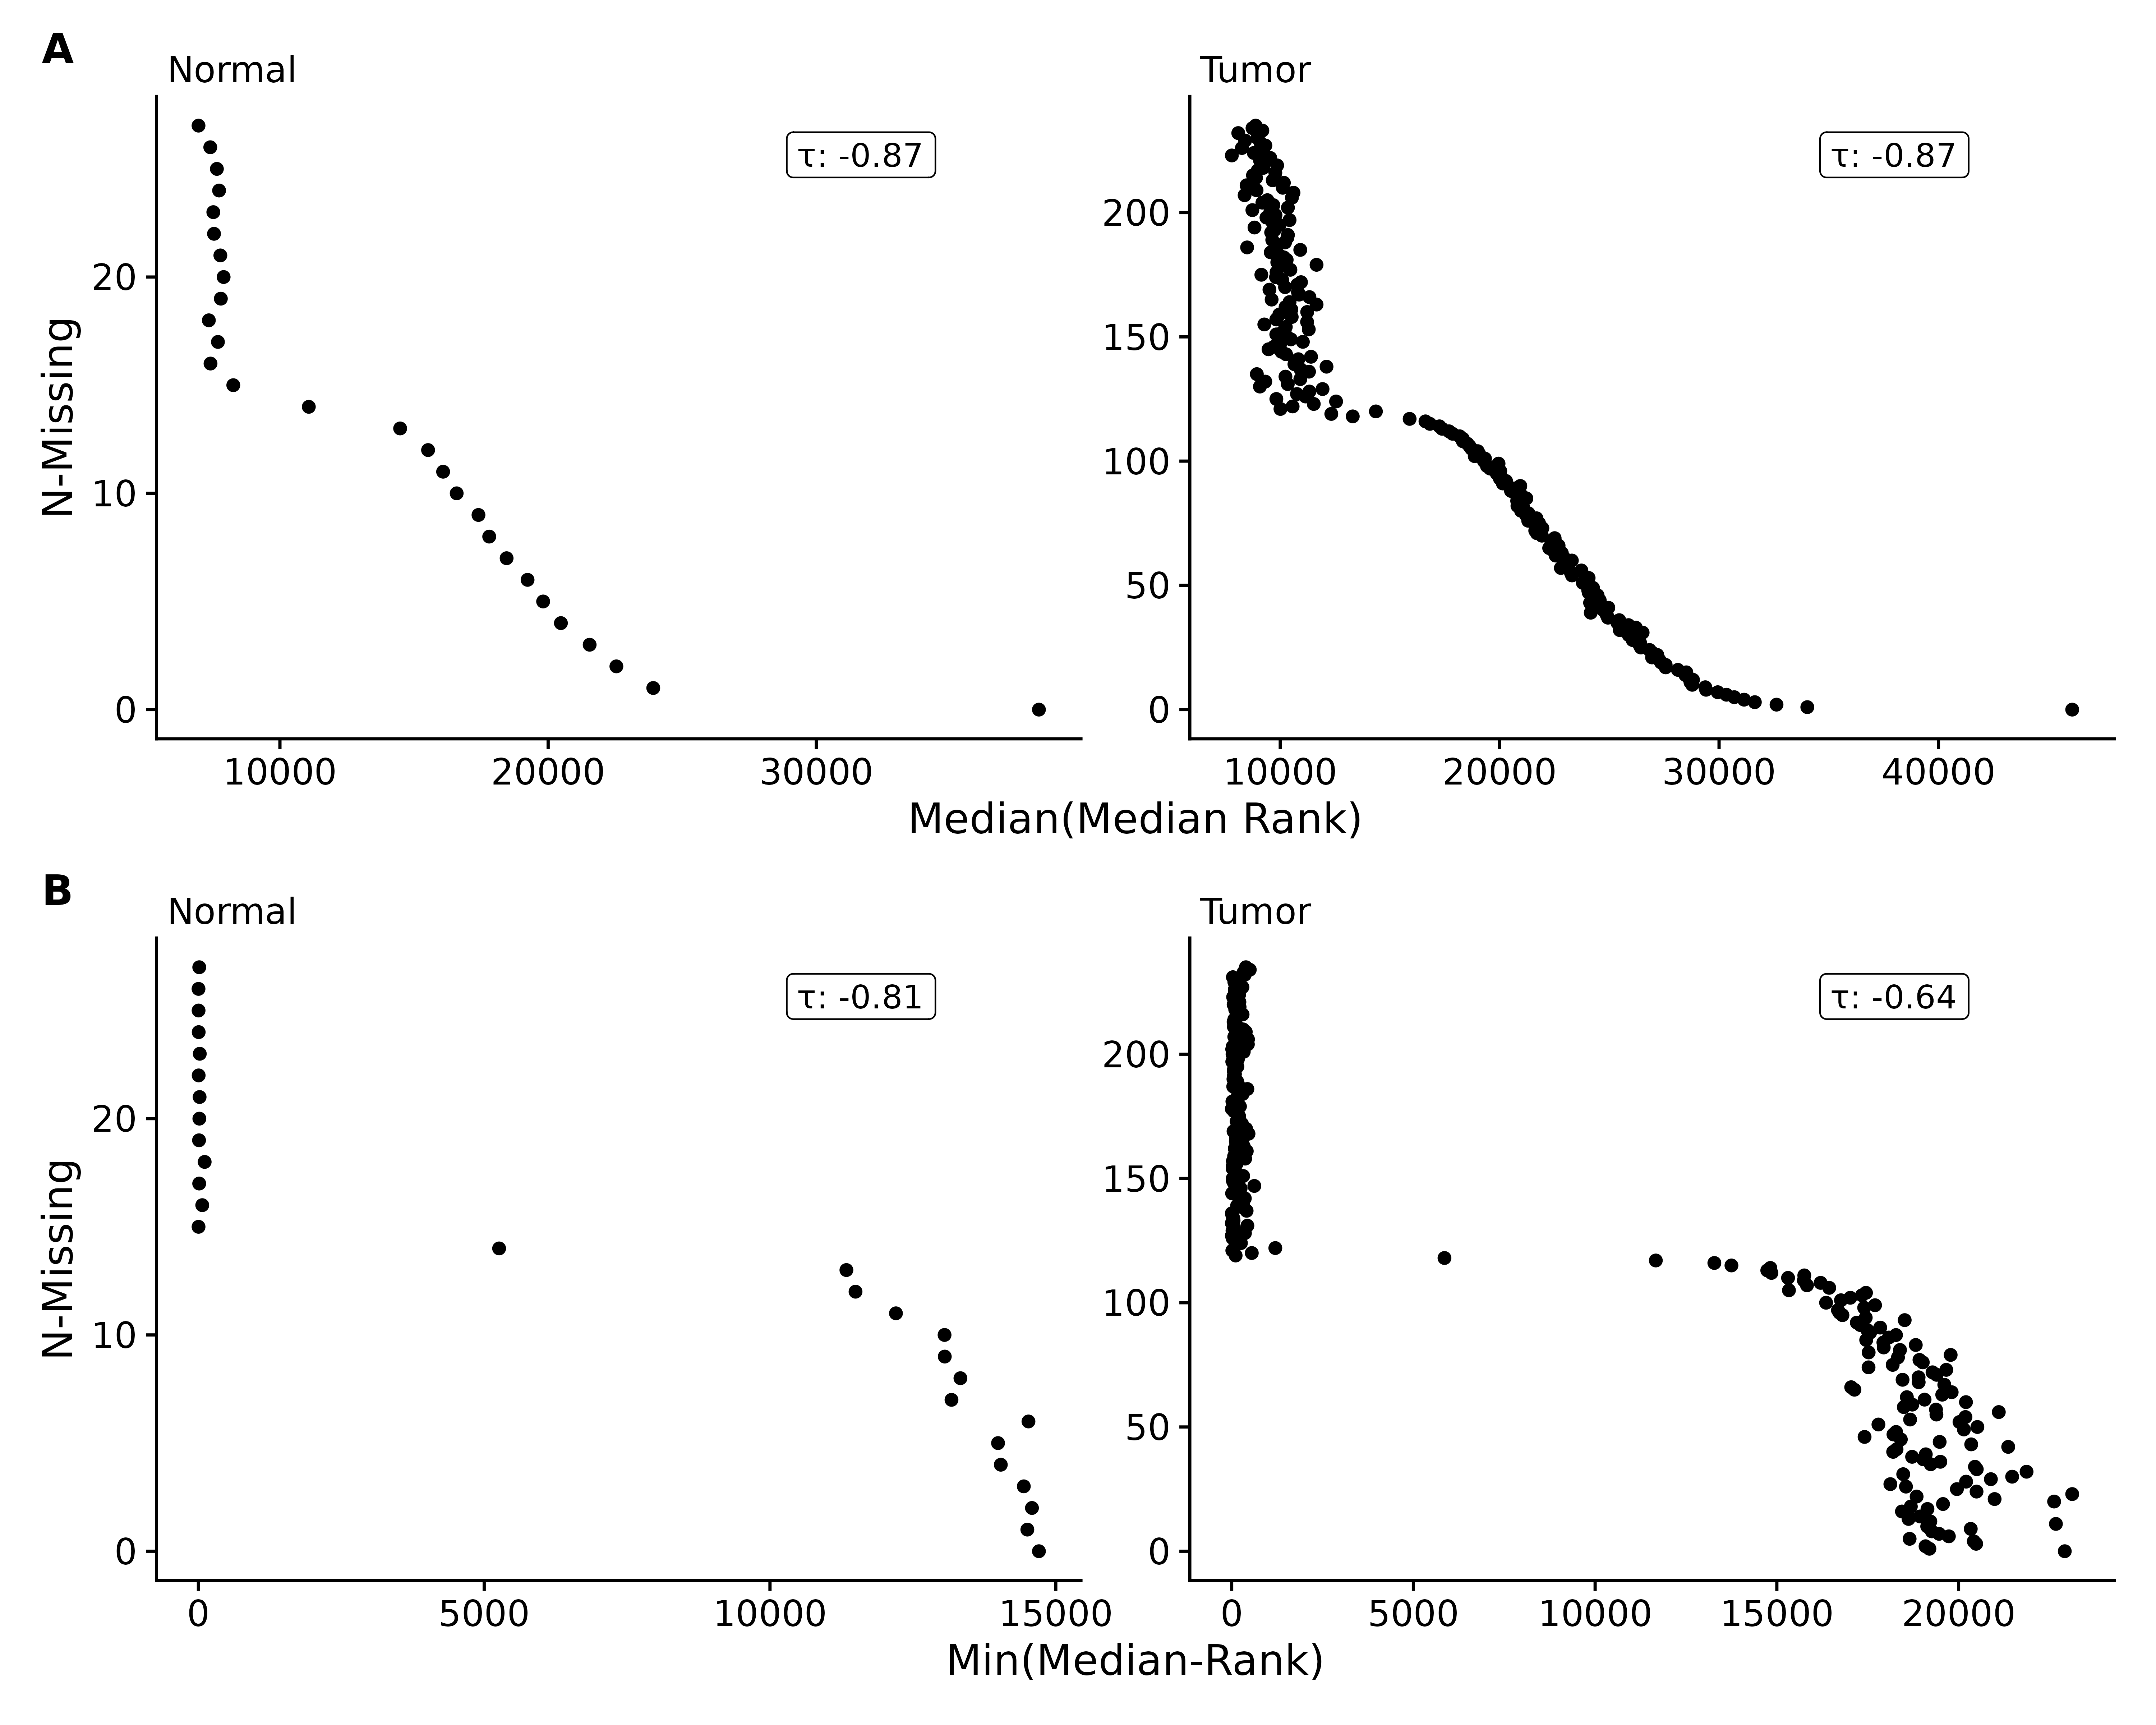 A
Normal
Tumor
τ: -0.87
τ: -0.87
N-Missing
20
10
0
200
150
100
50
0
10000 20000 30000
10000 20000 30000 40000
Median(Median Rank)
B
Normal
Tumor
τ: -0.81
τ: -0.64
N-Missing
20
10
0
200
150
100
50
0
0 5000 10000 15000
0 5000 10000 15000 20000
Min(Median-Rank)